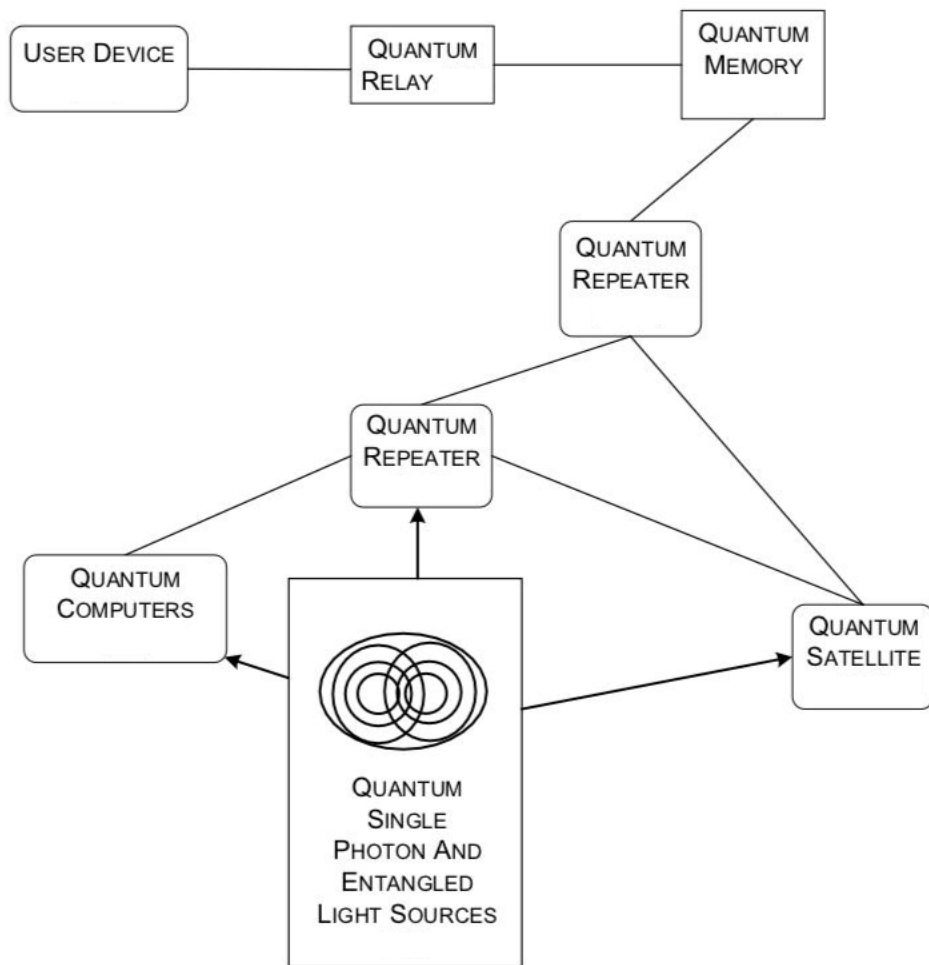 USER DEVICE
QUANTUM
RELAY
QUANTUM
MEMORY
QUANTUM
REPEATER
QUANTUM
REPEATER
QUANTUM
COMPUTERS
QUANTUM
SATELLITE
QUANTUM
SINGLE
PHOTON AND
ENTANGLED
LIGHT SOURCES